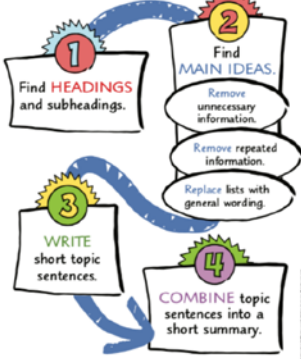 1
Find HEADINGS
and subheadings.
2
Find
MAIN IDEAS.
Remove
unnecessary
information.
Remove repeated
information.
Replace lists with
general wording.
3
WRITE
short topic
sentences.
4
COMBINE topic
sentences into a
short summary.